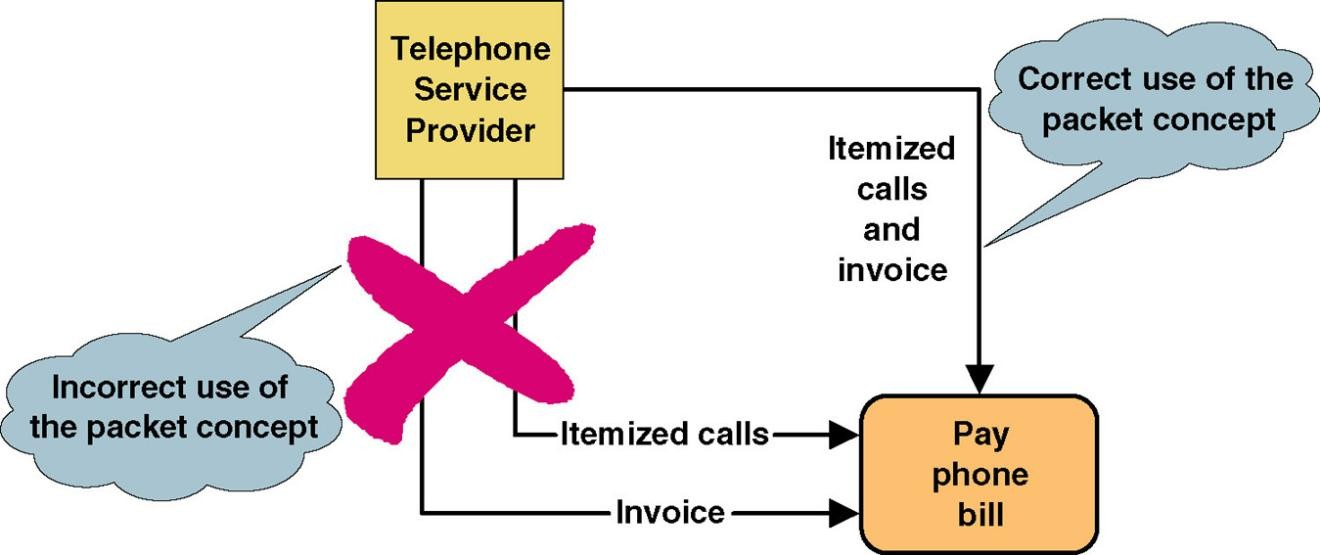 Telephone
Service
Provider
Correct use of the
packet concept
Itemized
calls
and
invoice
Incorrect use of
the packet concept
Itemized calls
Invoice
Pay
phone
bill